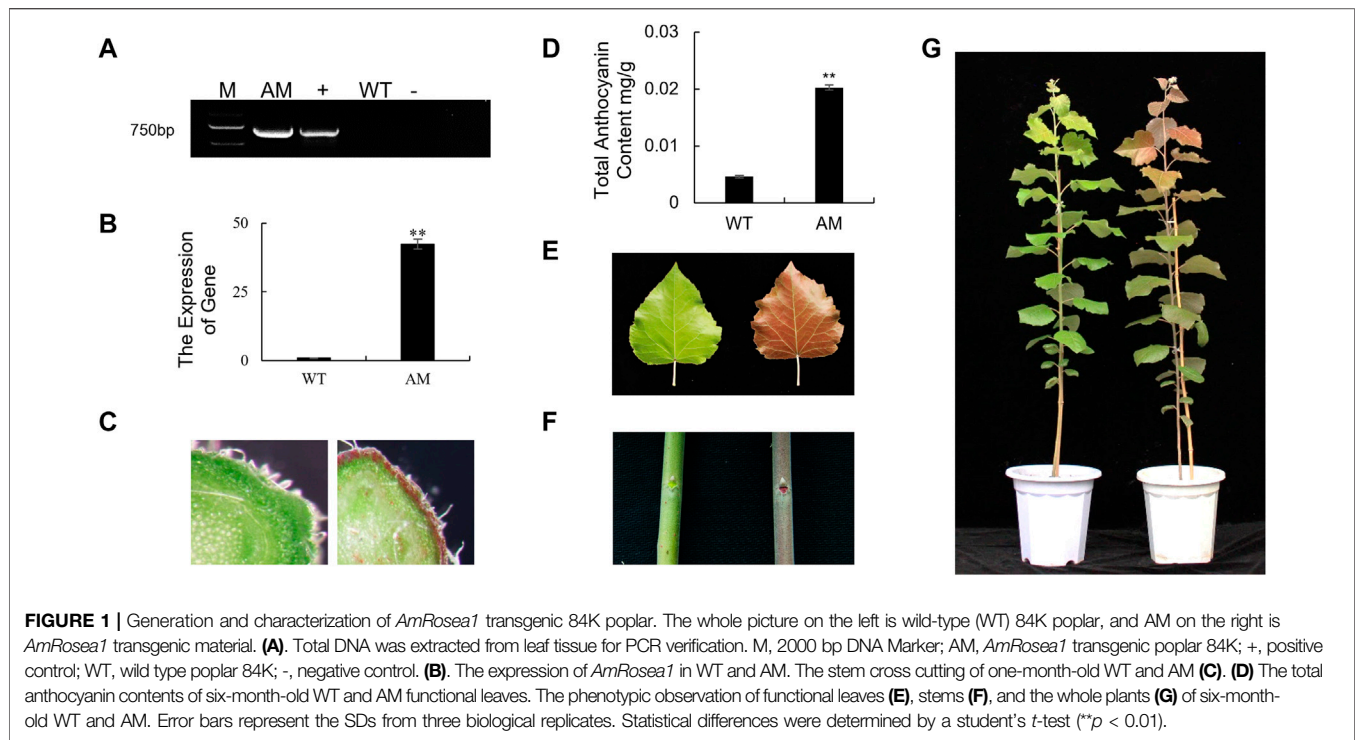 A
M AM + WT -
750bp
B
The Expression
of Gene
50
25
0
**
WT AM
C
D
Total Anthocyanin
Content mg/g
0.03
0.02
0.01
0
**
WT AM
E
F
G
FIGURE 1 | Generation and characterization of AmRosea1 transgenic 84K poplar. The whole picture on the left is wild-type (WT) 84K poplar, and AM on the right is
AmRosea1 transgenic material. (A). Total DNA was extracted from leaf tissue for PCR verification. M, 2000 bp DNA Marker; AM, AmRosea1 transgenic poplar 84K; +, positive
control; WT, wild type poplar 84K; -, negative control. (B). The expression of AmRosea1 in WT and AM. The stem cross cutting of one-month-old WT and AM (C). (D) The total
anthocyanin contents of six-month-old WT and AM functional leaves. The phenotypic observation of functional leaves (E), stems (F), and the whole plants (G) of six-month-
old WT and AM. Error bars represent the SDs from three biological replicates. Statistical differences were determined by a student's t-test (**p < 0.01).